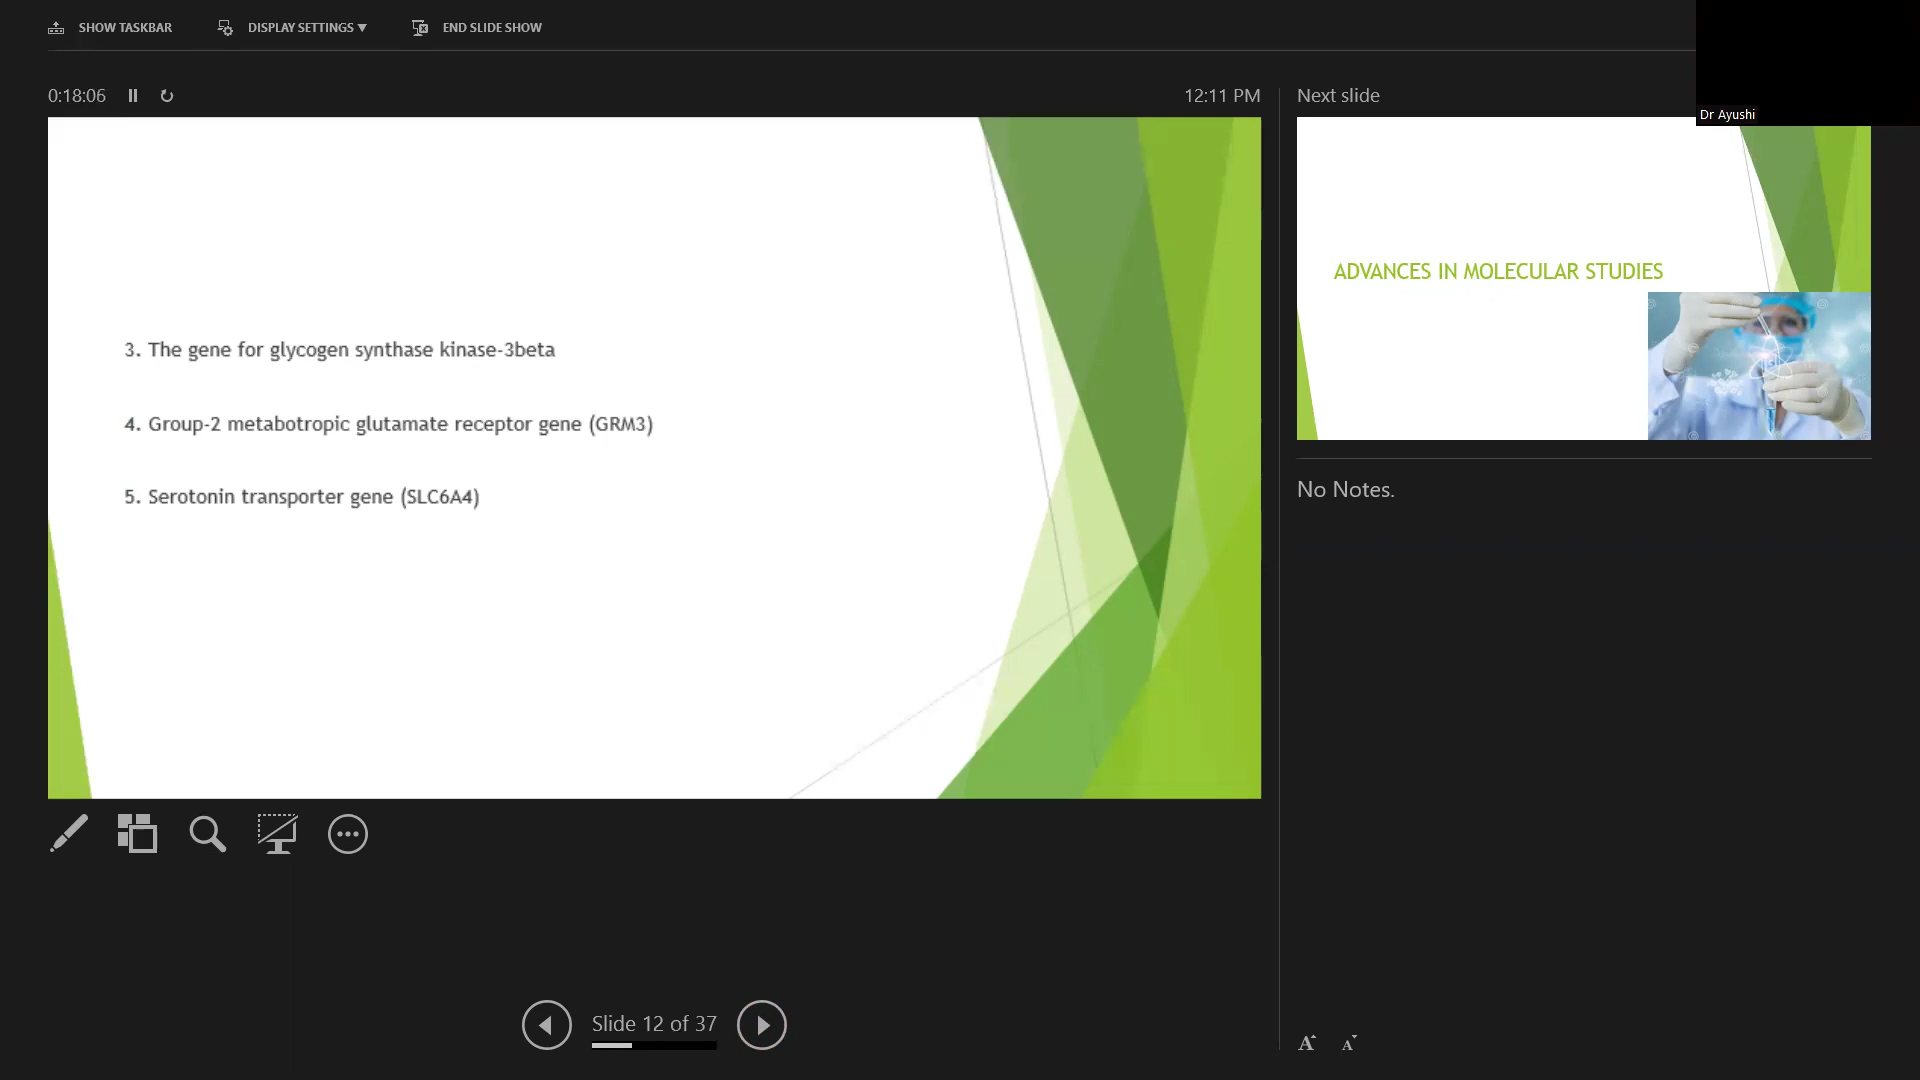 SHOW TASKBAR
DISPLAY SETTINGS
END SLIDE SHOW
0:18:06
12:11 PM
Next slide
Dr Ayushi
3. The gene for glycogen synthase kinase-3beta
4. Group-2 metabotropic glutamate receptor gene (GRM3)
5. Serotonin transporter gene (SLC6A4)
ADVANCES IN MOLECULAR STUDIES
No Notes.
Slide 12 of 37
A
A